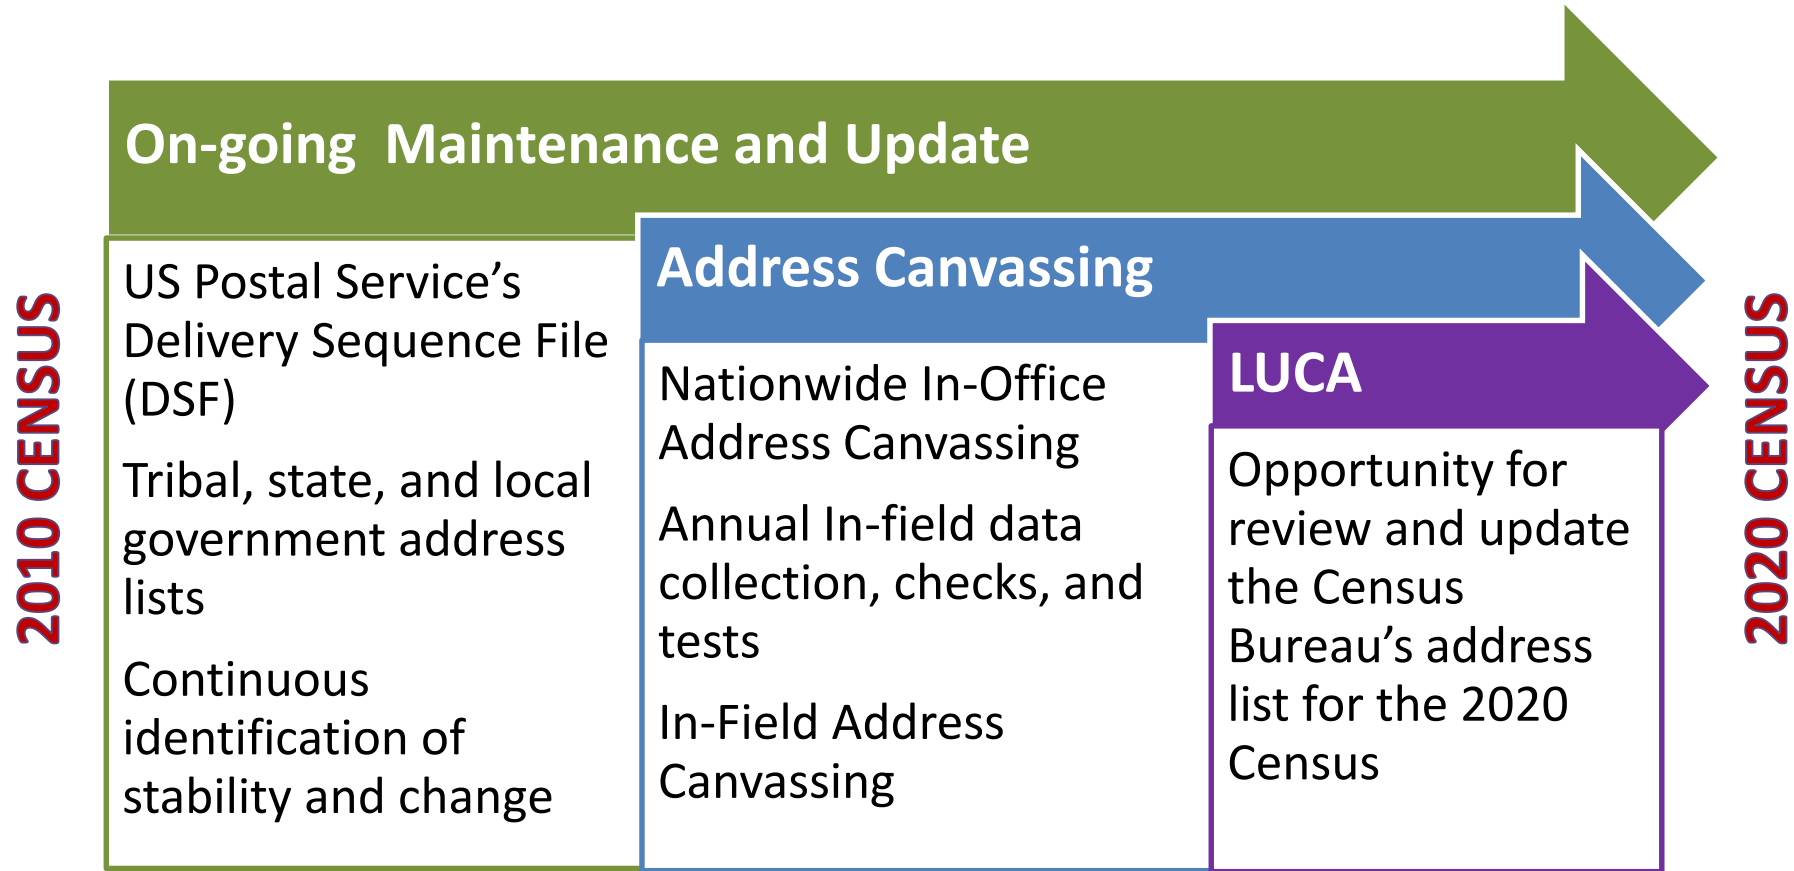 2010 CENSUS
On-going  Maintenance and Update
US Postal Service’s
Delivery Sequence File
(DSF)
Tribal, state, and local
government address
lists
Continuous
identification of
stability and change
Address Canvassing
Nationwide In-Office
Address Canvassing
Annual In-field data
collection, checks, and
tests
In-Field Address
Canvassing
LUCA
Opportunity for
review and update
the Census
Bureau’s address
list for the 2020
Census
2020 CENSUS